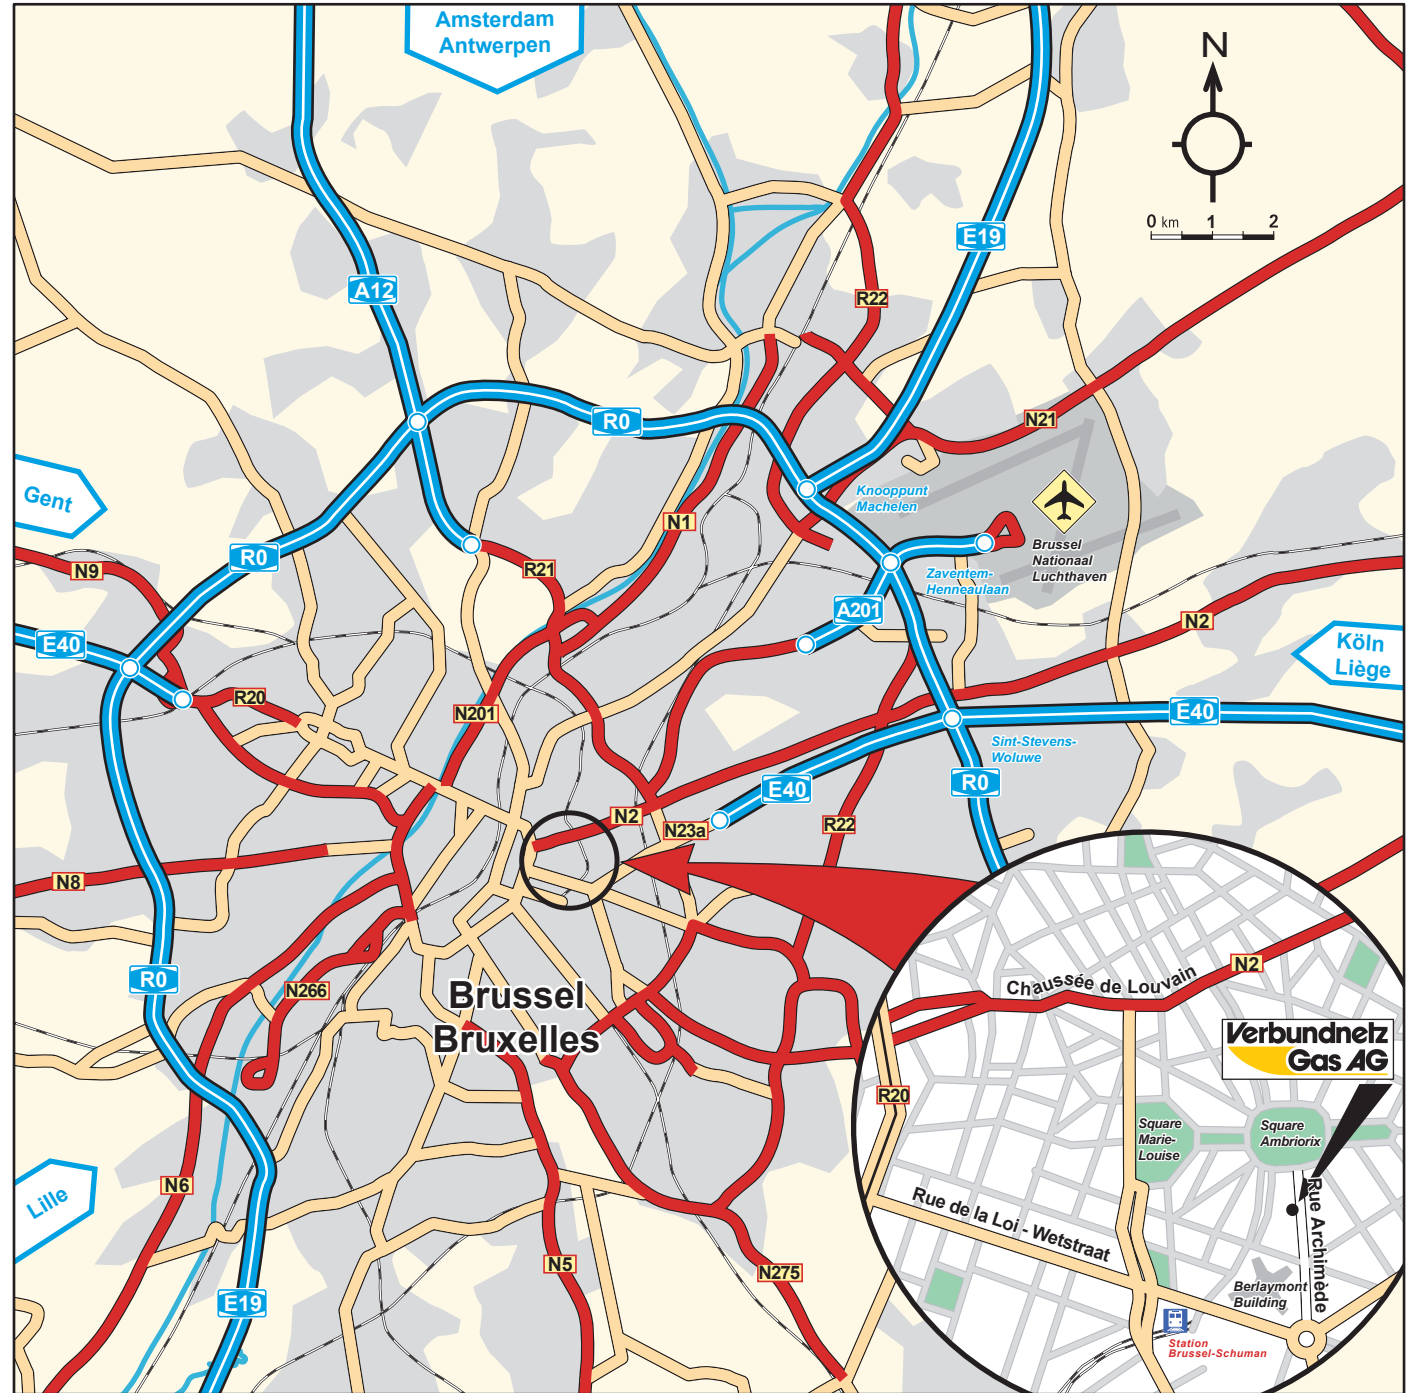 Amsterdam
Antwerpen
N
0 km 1 2
E19
A12
R22
R0
N21
Gent
Knooppunt
Machelen
N1
Brussel
Nationaal
Luchthaven
R0
R21
N9
Zaventem-
Henneaulaan
A201
N2
E40
Köln
Liège
R20
N201
E40
Sint-Stevens-
Woluwe
R0
E40
N2
N23a
R22
N8
N2
Chaussée de Louvain
R0
N266
Brussel
Bruxelles
Verbundnetz
Gas AG
R20
Square
Marie-
Louise
Square
Ambriorix
N6
Lille
Rue de la Loi - Wetstraat
Rue Archimède
N5
N275
Berlaymont
Building
E19
Station
Brussel-Schuman